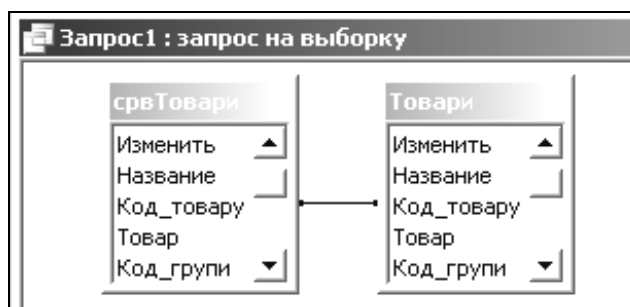 Запрос1 : запрос на выборку
срвТовари
Изменить
Название
Код_товару
Товар
Код_групи
Товари
Изменить
Название
Код_товару
Товар
Код_групи